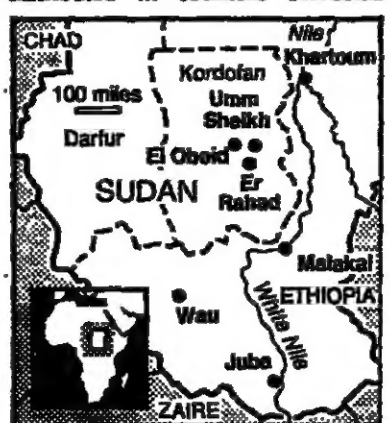 CHAD
Nile
Khartoum
Kordofan
100 miles
Umm
Sheikh
Darfur
El Obeid
Er
Rahad
SUDAN
Malakal
ETHIOPIA
Wau
White Nile
Juba
ZAIRE